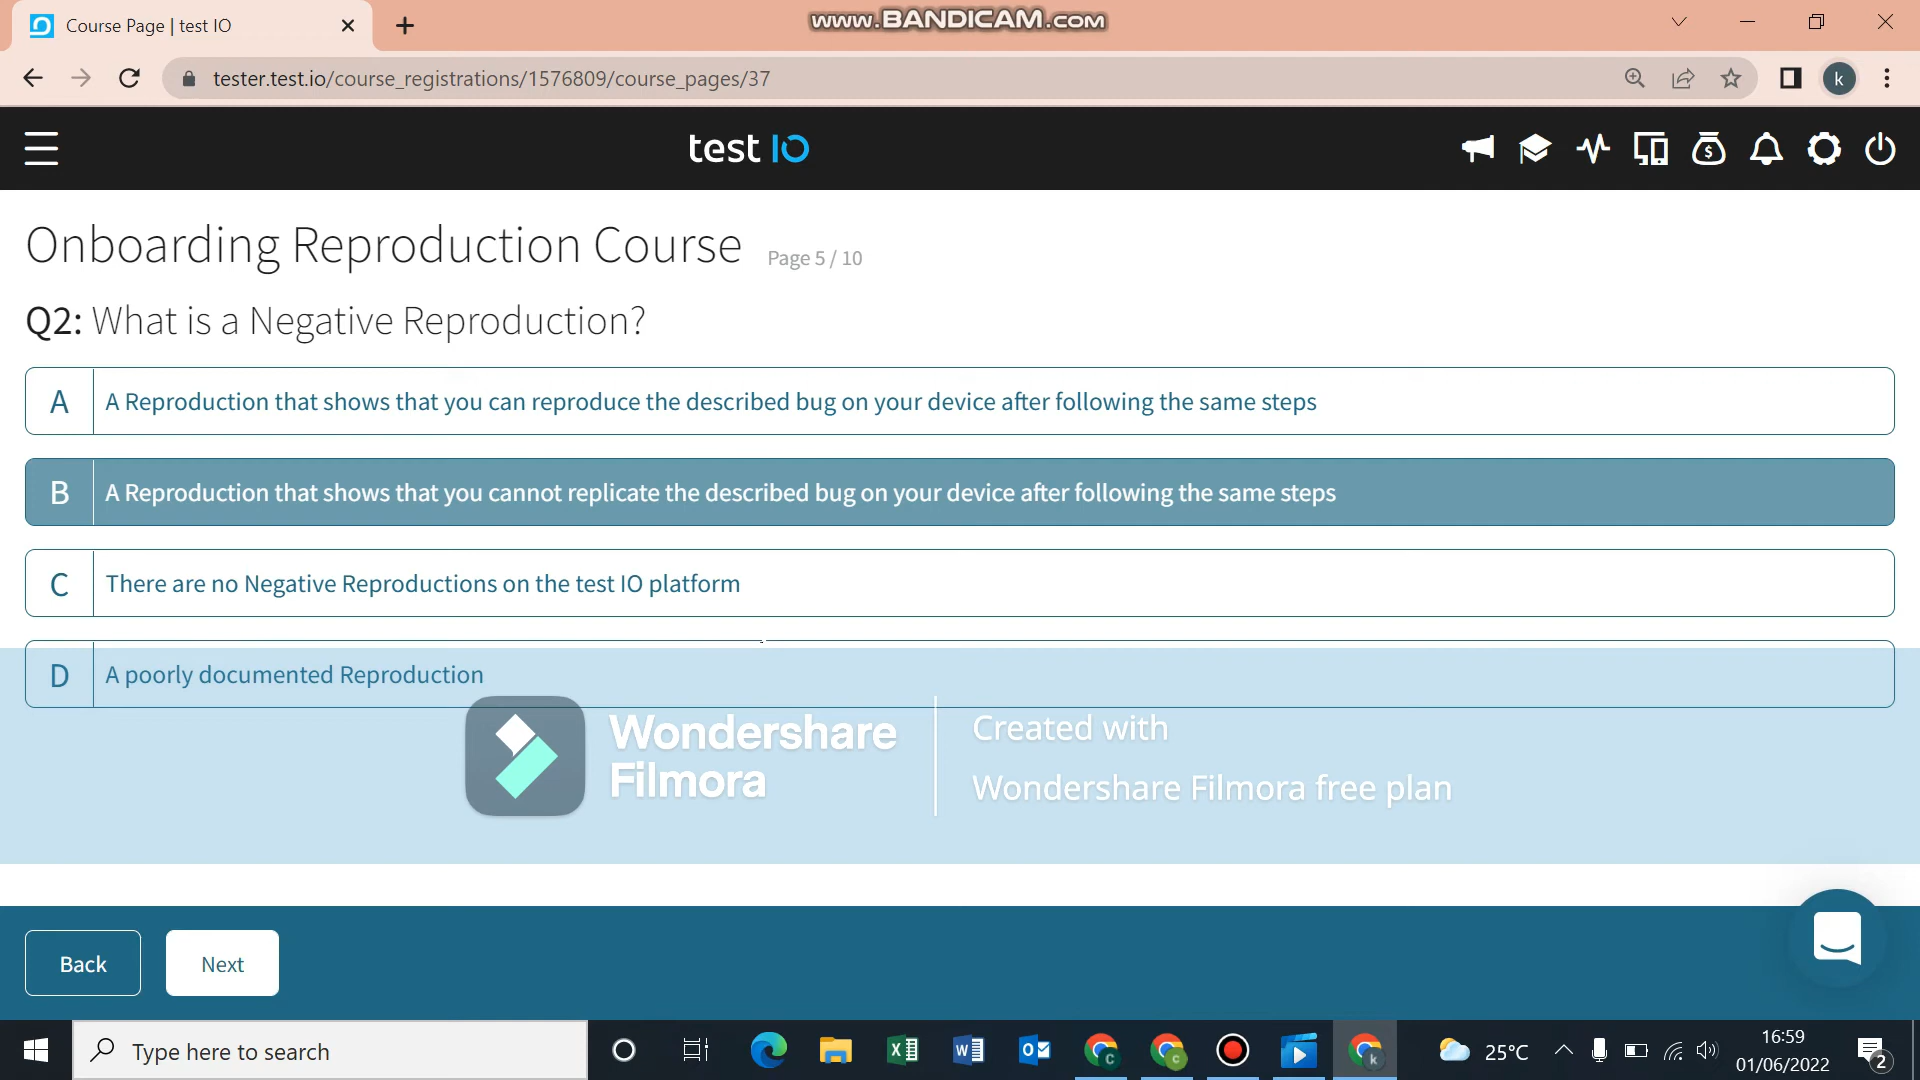 Course Page | test IO
www.BANDICAM.com
tester.test.io/course_registrations/1576809/course_pages/37
k
test IO
$
Onboarding Reproduction Course Page 5 / 10
Q2: What is a Negative Reproduction?
A A Reproduction that shows that you can reproduce the described bug on your device after following the same steps
B A Reproduction that shows that you cannot replicate the described bug on your device after following the same steps
C There are no Negative Reproductions on the test IO platform
D A poorly documented Reproduction
Wondershare
Filmora
Created with
Wondershare Filmora free plan
Back Next
Type here to search
25°C
16:59
01/06/2022
2